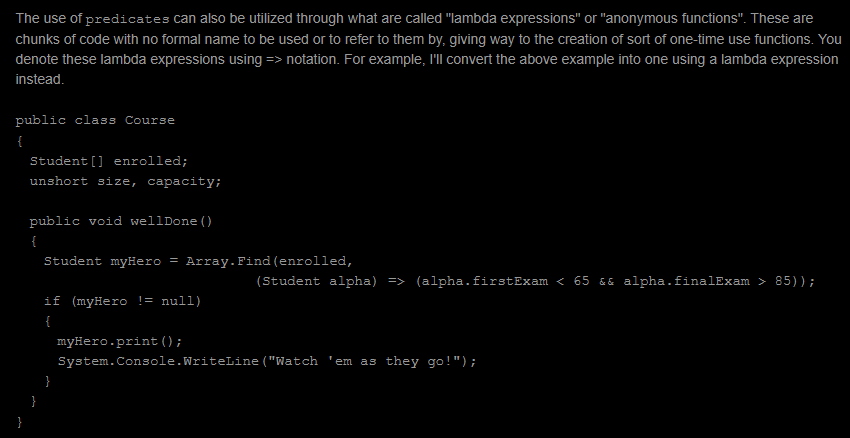 The use of predicates can also be utilized through what are called "lambda expressions" or "anonymous functions". These are
chunks of code with no formal name to be used or to refer to them by, giving way to the creation of sort of one-time use functions. You
denote these lambda expressions using => notation. For example, I'll convert the above example into one using a lambda expression
instead.
public class Course
{
  Student[] enrolled;
  unshort size, capacity;
  public void wellDone()
  {
    Student myHero = Array.Find(enrolled,
                                (Student alpha) => (alpha.firstExam < 65 && alpha.finalExam > 85));
    if (myHero != null)
    {
      myHero.print();
      System.Console.WriteLine("Watch 'em as they go!");
    }
  }
}